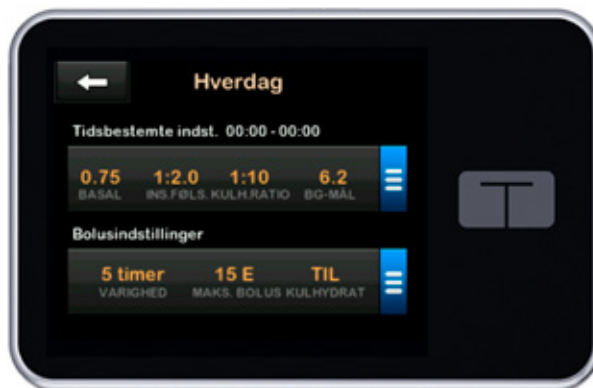 Hverdag
Tidsbestemte indst. 00:00 - 00:00
0.75 1:2.0 1:10 6.2
BASAL INS.FØLS. KULH.RATIO BG-MÅL
Bolusindstillinger
5 timer 15 E TIL
VARIGHED MAKS. BOLUS KULHYDRAT